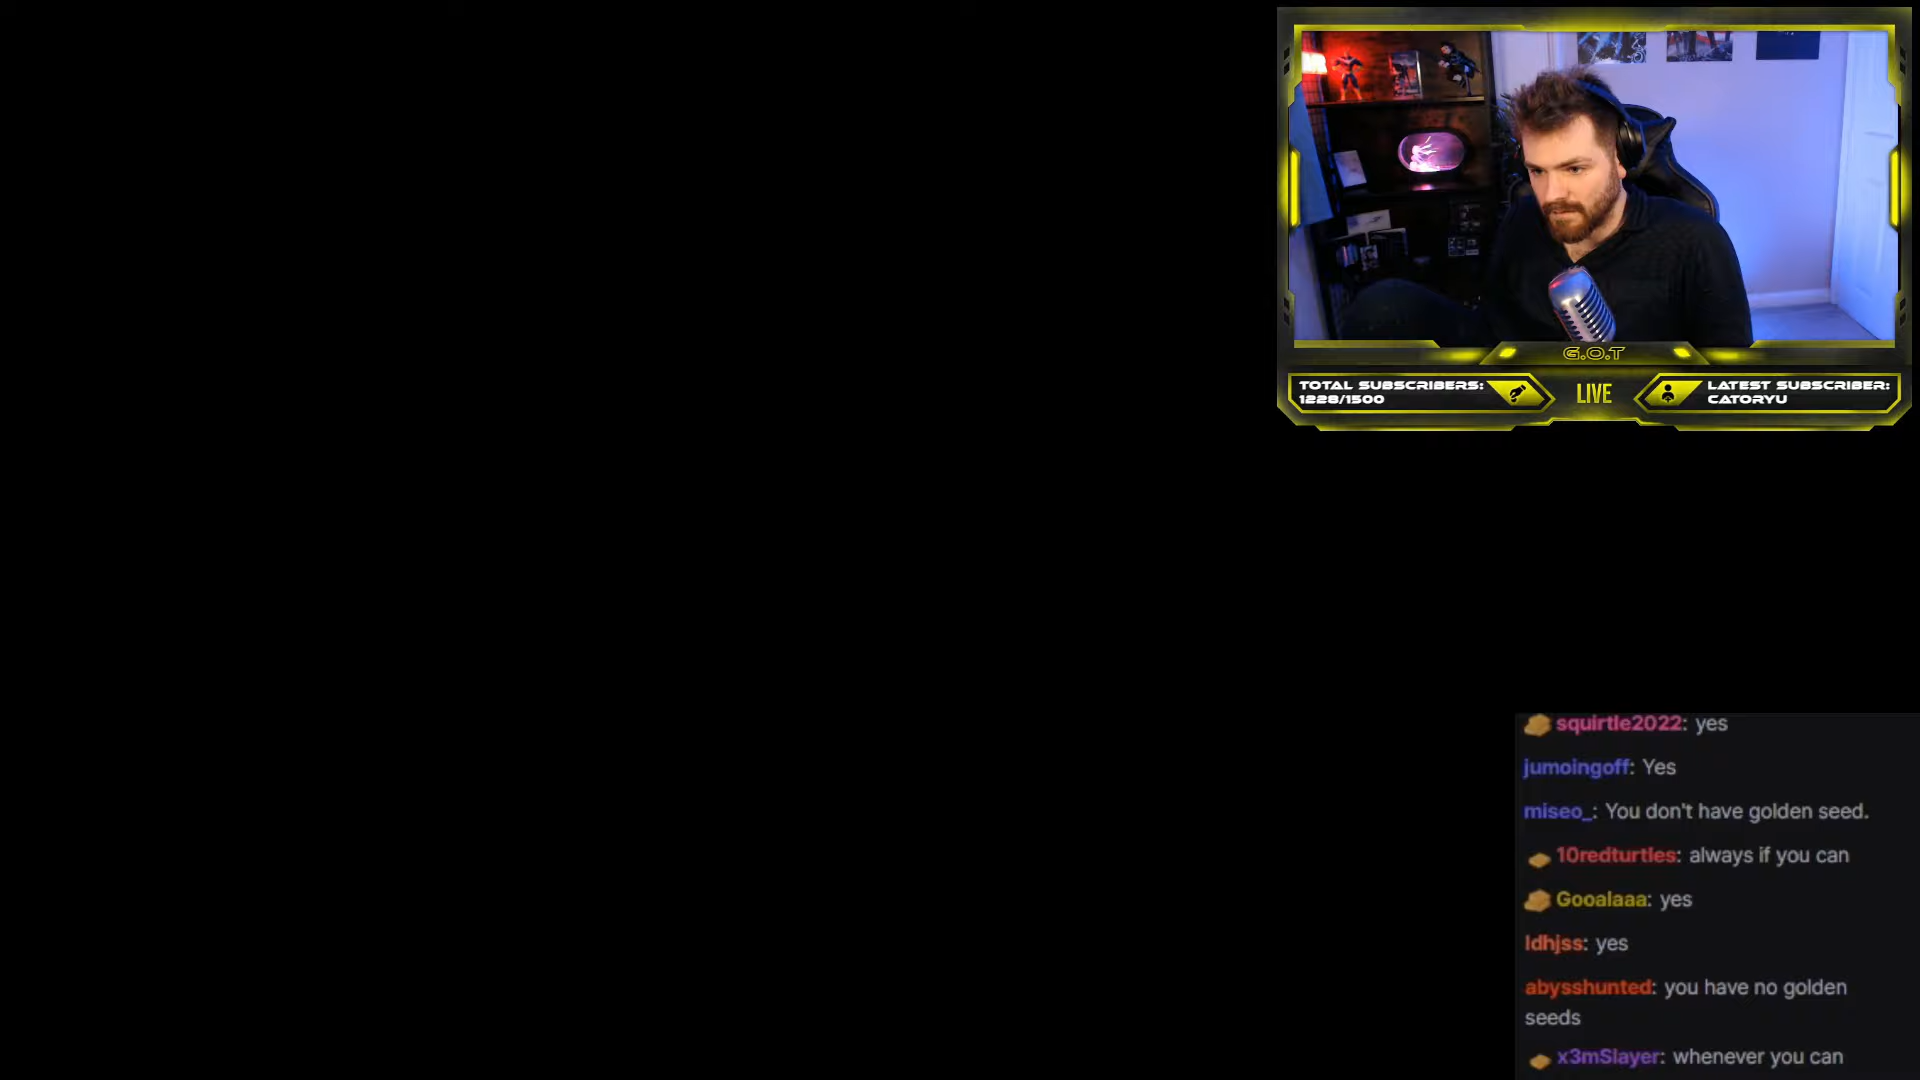 G.O.T
TOTAL SUBSCRIBERS:
1228/1500
LIVE
LATEST SUBSCRIBER:
CATORYU
squirtle2022: yes
jumoingoff: Yes
miseo_: You don't have golden seed.
10redturtles: always if you can
Gooalaaa: yes
ldhjss: yes
abysshunted: you have no golden
seeds
x3mSlayer: whenever you can